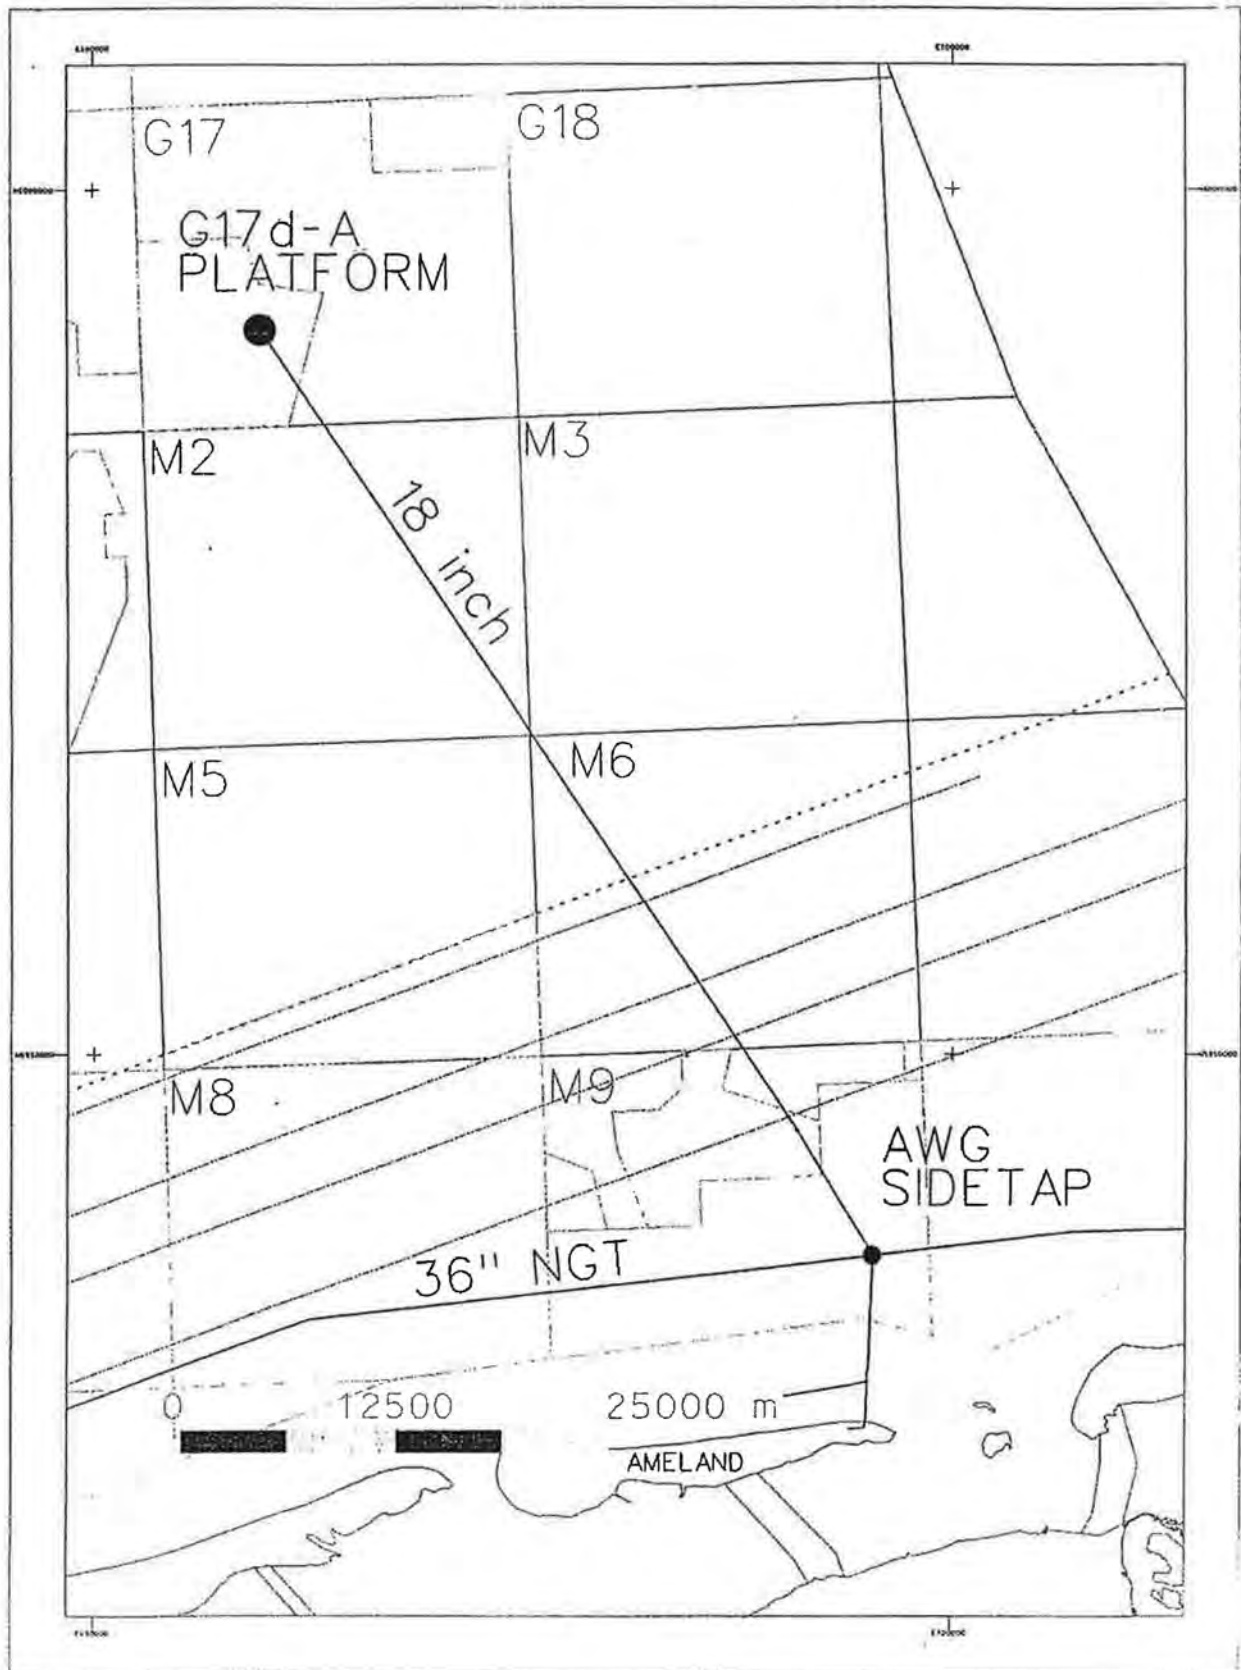 G17
G18
G17d-A
PLATFORM
M2
M3
18 inch
M5
M6
M8
M9
AWG
SIDETAP
36" NGT
0 12500 25000 m
AMELAND